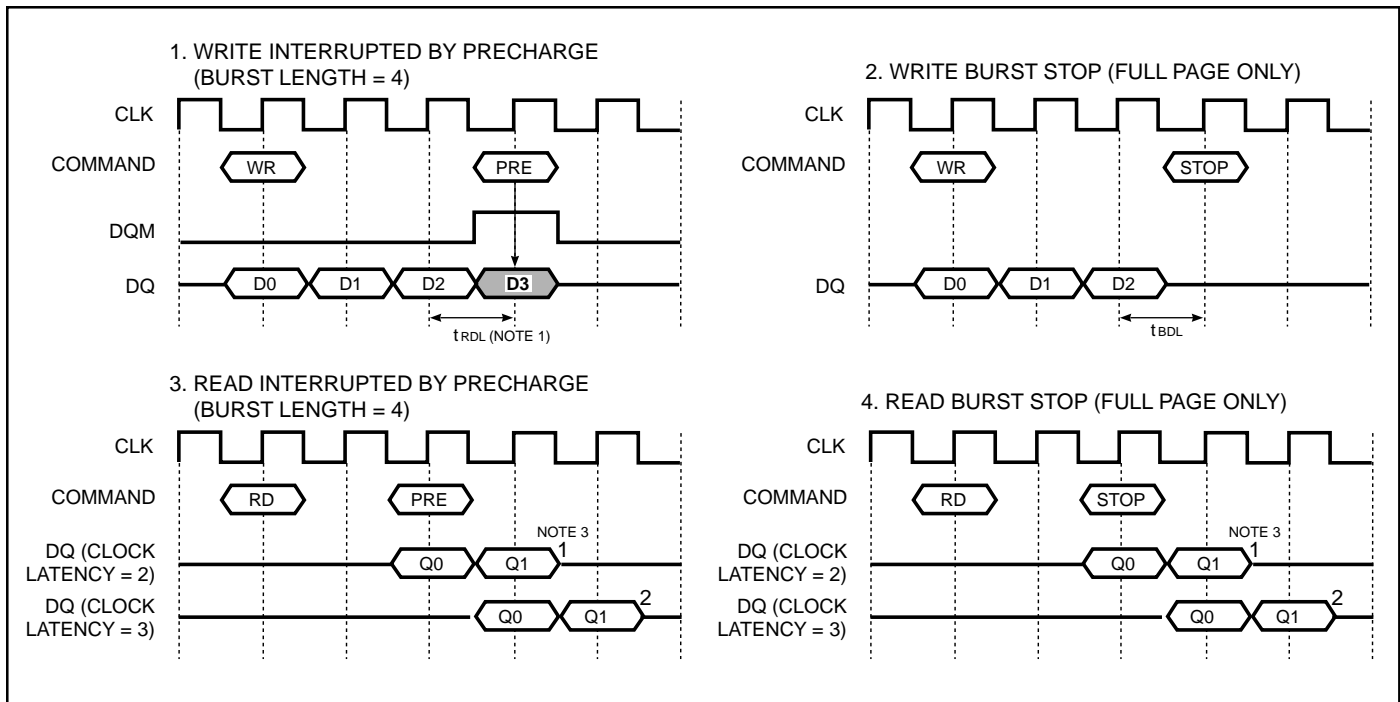 1. WRITE INTERRUPTED BY PRECHARGE
(BURST LENGTH = 4)
CLK
COMMAND
WR
PRE
DQM
DQ
D0
D1
D2
D3
tRDL (NOTE 1)
2. WRITE BURST STOP (FULL PAGE ONLY)
CLK
COMMAND
WR
STOP
DQ
D0
D1
D2
tBDL
3. READ INTERRUPTED BY PRECHARGE
(BURST LENGTH = 4)
CLK
COMMAND
RD
PRE
NOTE 3
DQ (CLOCK
LATENCY = 2)
Q0
Q1
1
DQ (CLOCK
LATENCY = 3)
Q0
Q1
2
4. READ BURST STOP (FULL PAGE ONLY)
CLK
COMMAND
RD
STOP
NOTE 3
DQ (CLOCK
LATENCY = 2)
Q0
Q1
1
DQ (CLOCK
LATENCY = 3)
Q0
Q1
2